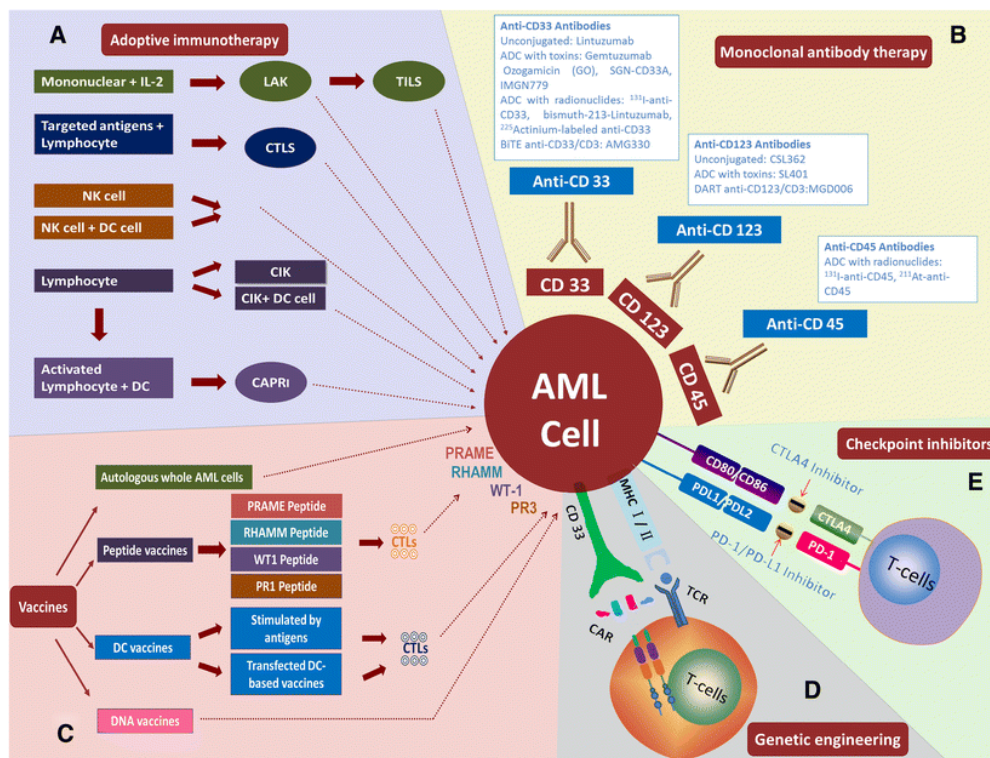 A
Adoptive immunotherapy
Mononuclear + IL-2
LAK
TILS
Targeted antigens +
Lymphocyte
CTLS
NK cell
NK cell + DC cell
Lymphocyte
CIK
CIK+ DC cell
Activated
Lymphocyte + DC
CAPRI
B
Monoclonal antibody therapy
Anti-CD33 Antibodies
Unconjugated: Lintuzumab
ADC with toxins: Gemtuzumab
Ozogamicin (GO), SGN-CD33A,
IMGN779
ADC with radionuclides: ¹³¹I-anti-
CD33, bismuth-213-Lintuzumab,
²²⁵Actinium-labeled anti-CD33
BiTE anti-CD33/CD3: AMG330
Anti-CD 33
CD 33
Anti-CD123 Antibodies
Unconjugated: CSL362
ADC with toxins: SL401
DART anti-CD123/CD3:MGD006
Anti-CD 123
CD 123
Anti-CD45 Antibodies
ADC with radionuclides:
¹³¹I-anti-CD45, ²¹¹At-anti-
CD45
Anti-CD 45
CD 45
AML
Cell
C
Vaccines
Autologous whole AML cells
Peptide vaccines
PRAME Peptide
RHAMM Peptide
WT1 Peptide
PR1 Peptide
CTLs
DC vaccines
Stimulated by
antigens
Transfected DC-
based vaccines
CTLs
DNA vaccines
PRAME
RHAMM
WT-1
PR3
CD 33
MHC I/II
CAR
TCR
T-cells
D
Genetic engineering
Checkpoint inhibitors
E
CD80/CD86
CTLA4 Inhibitor
PDL1/PDL2
CTLA4
PD-1
PD-1/PD-L1 Inhibitor
T-cells